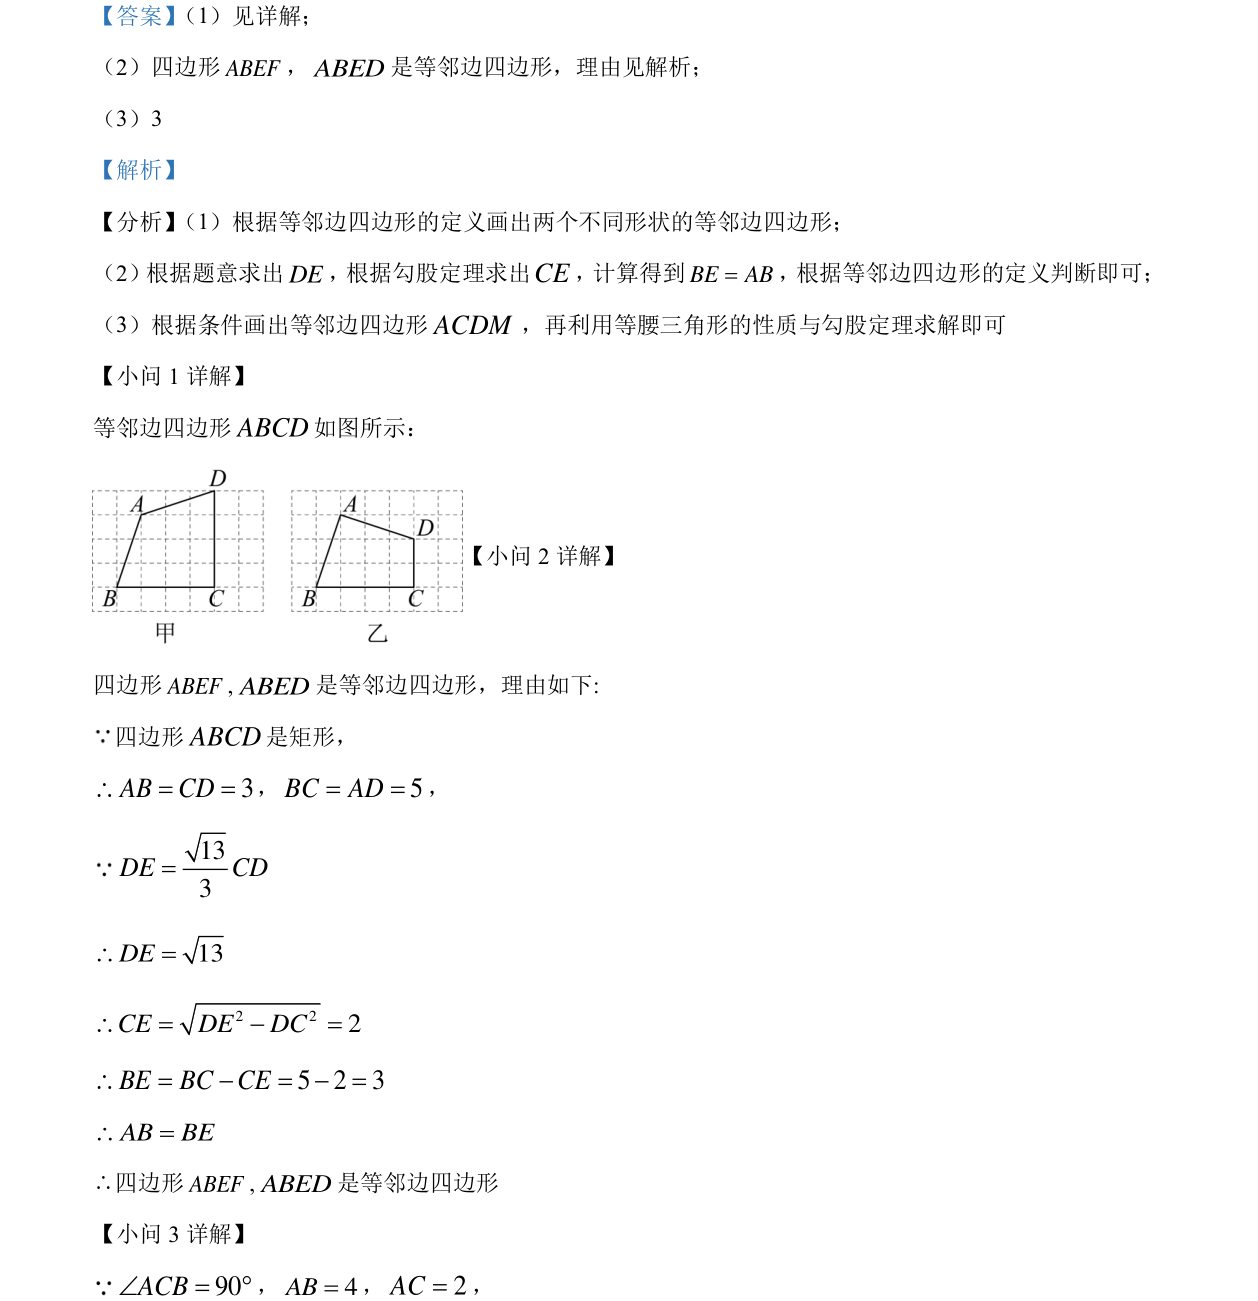 【答案】（1）见详解；
（2）四边形 ABEF ， ABED 是等邻边四边形，理由见解析；
（3）3
【解析】
【分析】（1）根据等邻边四边形的定义画出两个不同形状的等邻边四边形；
（2）根据题意求出 DE ，根据勾股定理求出 CE ，计算得到 BE = AB ，根据等邻边四边形的定义判断即可；
（3）根据条件画出等邻边四边形 ACDM ，再利用等腰三角形的性质与勾股定理求解即可
【小问 1 详解】
等邻边四边形 ABCD 如图所示：
A D B C
A D B C
甲 乙
【小问 2 详解】
四边形 ABEF , ABED 是等邻边四边形，理由如下:
∵四边形 ABCD 是矩形，
∴ AB = CD = 3， BC = AD = 5，
∵ DE = √13/3 CD
∴ DE = √13
∴ CE = √(DE² − DC²) = 2
∴ BE = BC − CE = 5 − 2 = 3
∴ AB = BE
∴四边形 ABEF , ABED 是等邻边四边形
【小问 3 详解】
∵ ∠ACB = 90°， AB = 4， AC = 2，